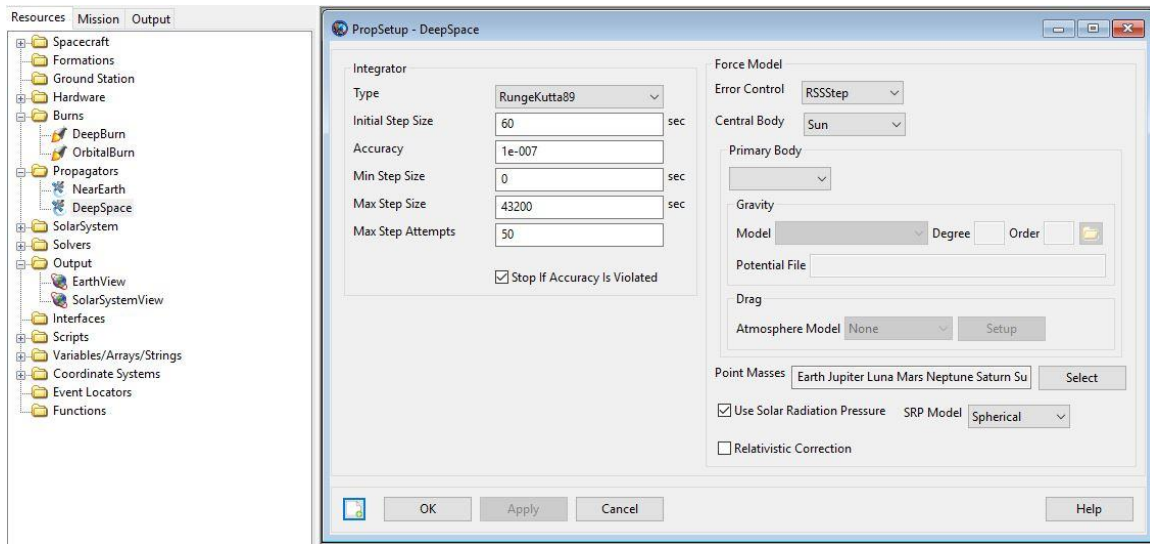 Resources Mission Output
Spacecraft
Formations
Ground Station
Hardware
Burns
DeepBurn
OrbitalBurn
Propagators
NearEarth
DeepSpace
SolarSystem
Solvers
Output
EarthView
SolarSystemView
Interfaces
Scripts
Variables/Arrays/Strings
Coordinate Systems
Event Locators
Functions
PropSetup - DeepSpace
Integrator
Type RungeKutta89
Initial Step Size 60 sec
Accuracy 1e-007
Min Step Size 0 sec
Max Step Size 43200 sec
Max Step Attempts 50
Stop If Accuracy Is Violated
Force Model
Error Control RSSStep
Central Body Sun
Primary Body
Gravity
Model Degree Order
Potential File
Drag
Atmosphere Model None Setup
Point Masses Earth Jupiter Luna Mars Neptune Saturn Su Select
Use Solar Radiation Pressure SRP Model Spherical
Relativistic Correction
OK Apply Cancel Help